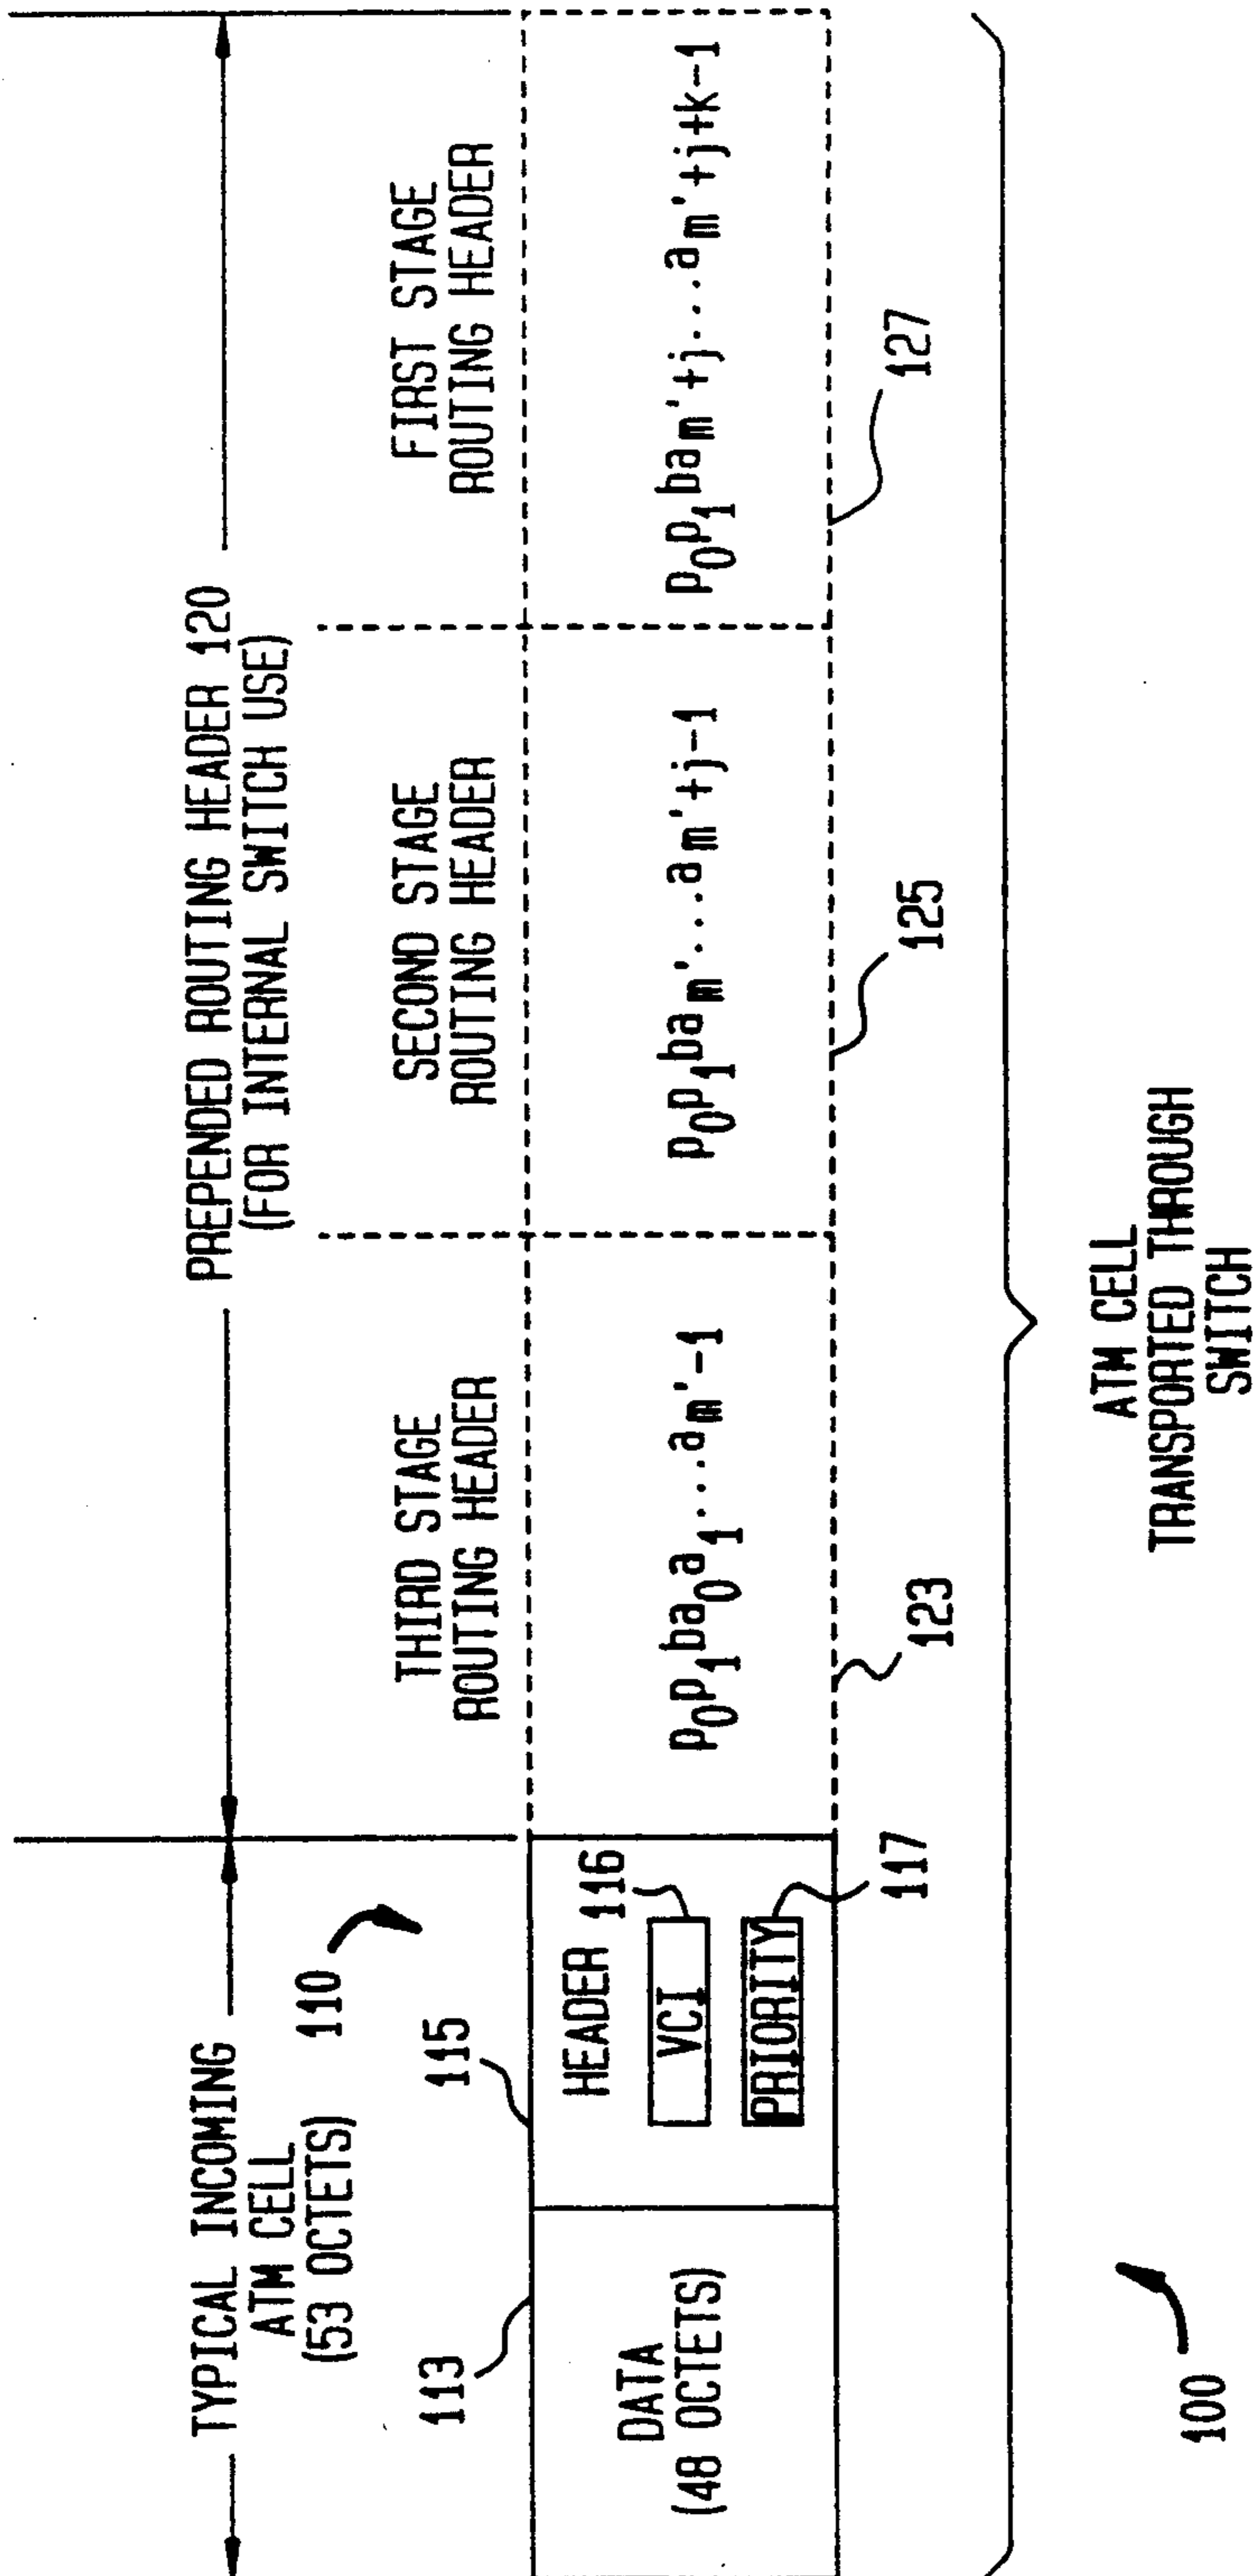 TYPICAL INCOMING
ATM CELL
(53 OCTETS)
PREPENDED ROUTING HEADER 120
(FOR INTERNAL SWITCH USE)
110
113
115
THIRD STAGE
ROUTING HEADER
SECOND STAGE
ROUTING HEADER
FIRST STAGE
ROUTING HEADER
DATA
(48 OCTETS)
HEADER
116
VCI
PRIORITY
117
p₀p₁ba₀a₁...aₘ'-1
p₀p₁baₘ'...aₘ'+j-1
p₀p₁baₘ'+j...aₘ'+j+k-1
123
125
127
100
ATM CELL
TRANSPORTED THROUGH
SWITCH